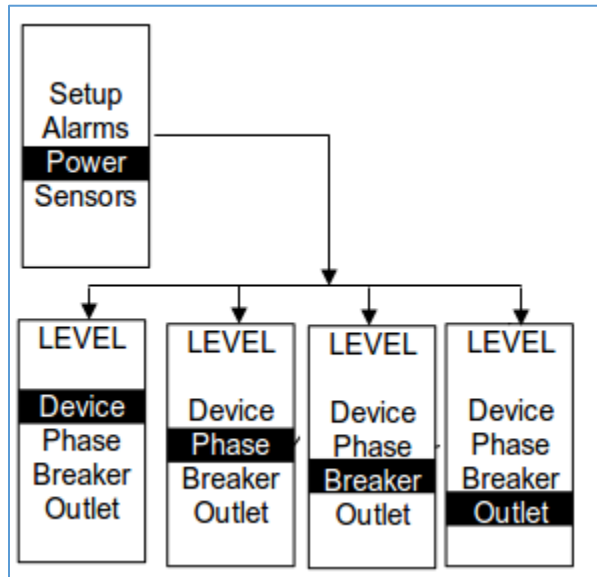 Setup
Alarms
Power
Sensors
LEVEL
Device
Phase
Breaker
Outlet
LEVEL
Device
Phase
Breaker
Outlet
LEVEL
Device
Phase
Breaker
Outlet
LEVEL
Device
Phase
Breaker
Outlet